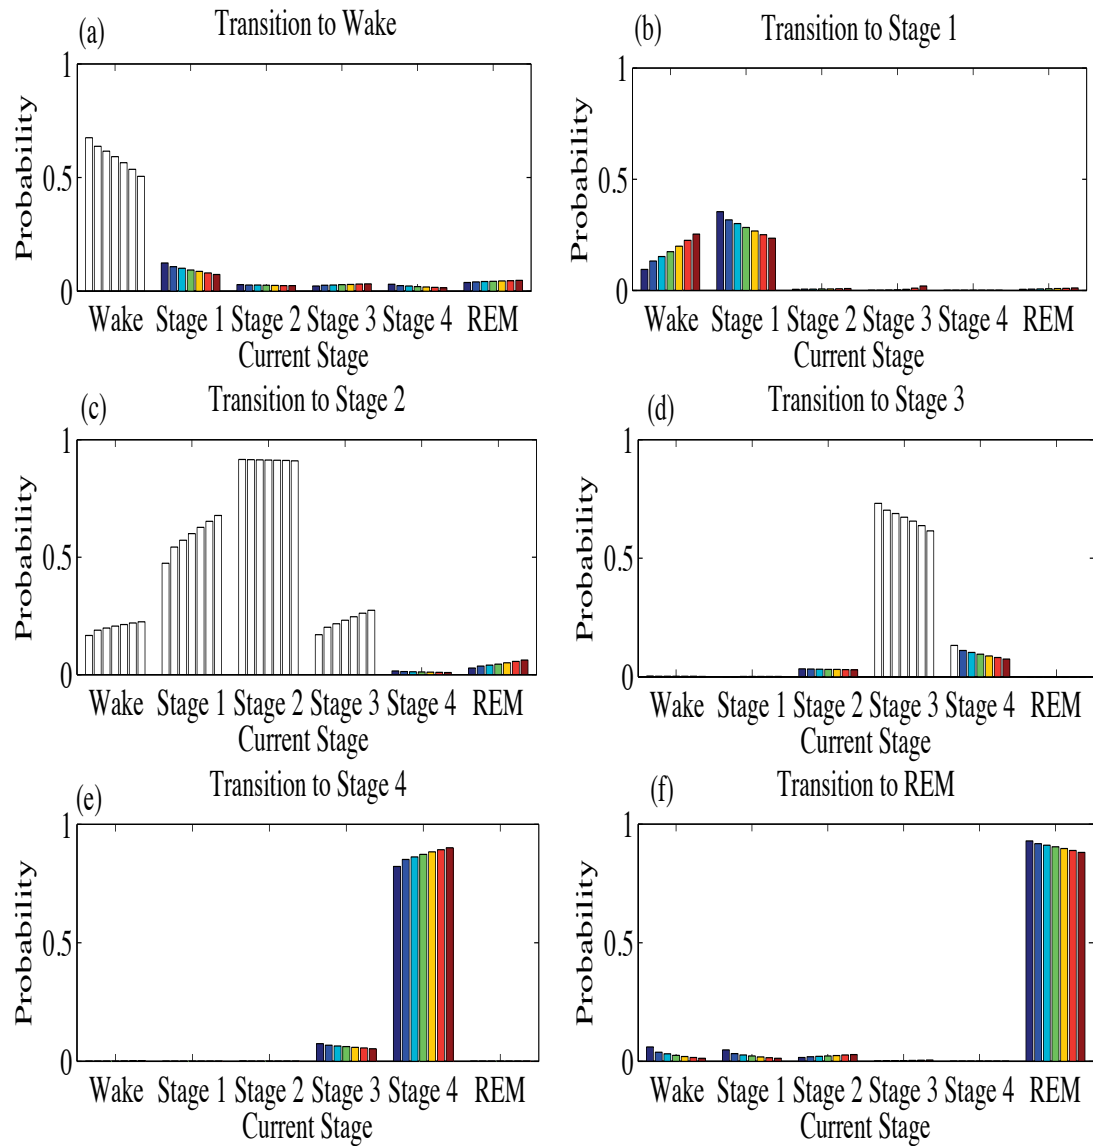 (a) Transition to Wake
1
0.5
0
Probability
Wake Stage 1 Stage 2 Stage 3 Stage 4 REM
Current Stage
(b) Transition to Stage 1
1
0.5
0
Probability
Wake Stage 1 Stage 2 Stage 3 Stage 4 REM
Current Stage
(c) Transition to Stage 2
1
0.5
0
Probability
Wake Stage 1 Stage 2 Stage 3 Stage 4 REM
Current Stage
(d) Transition to Stage 3
1
0.5
0
Probability
Wake Stage 1 Stage 2 Stage 3 Stage 4 REM
Current Stage
(e) Transition to Stage 4
1
0.5
0
Probability
Wake Stage 1 Stage 2 Stage 3 Stage 4 REM
Current Stage
(f) Transition to REM
1
0.5
0
Probability
Wake Stage 1 Stage 2 Stage 3 Stage 4 REM
Current Stage